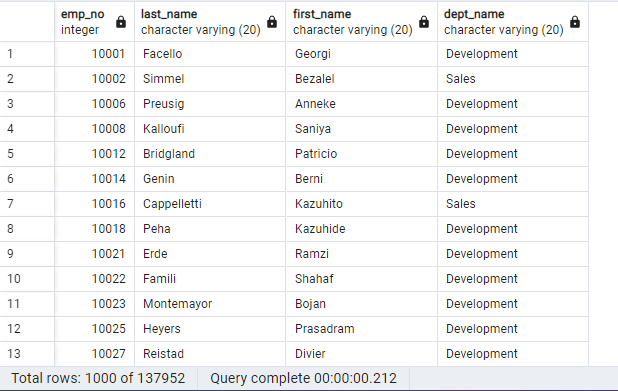 emp_no last_name first_name dept_name
integer character varying (20) character varying (20) character varying (20)
1 10001 Facello Georgi Development
2 10002 Simmel Bezalel Sales
3 10006 Preusig Anneke Development
4 10008 Kalloufi Saniya Development
5 10012 Bridgland Patricio Development
6 10014 Genin Berni Development
7 10016 Cappelletti Kazuhito Sales
8 10018 Peha Kazuhide Development
9 10021 Erde Ramzi Development
10 10022 Famili Shahaf Development
11 10023 Montemayor Bojan Development
12 10025 Heyers Prasadram Development
13 10027 Reistad Divier Development
Total rows: 1000 of 137952 Query complete 00:00:00.212